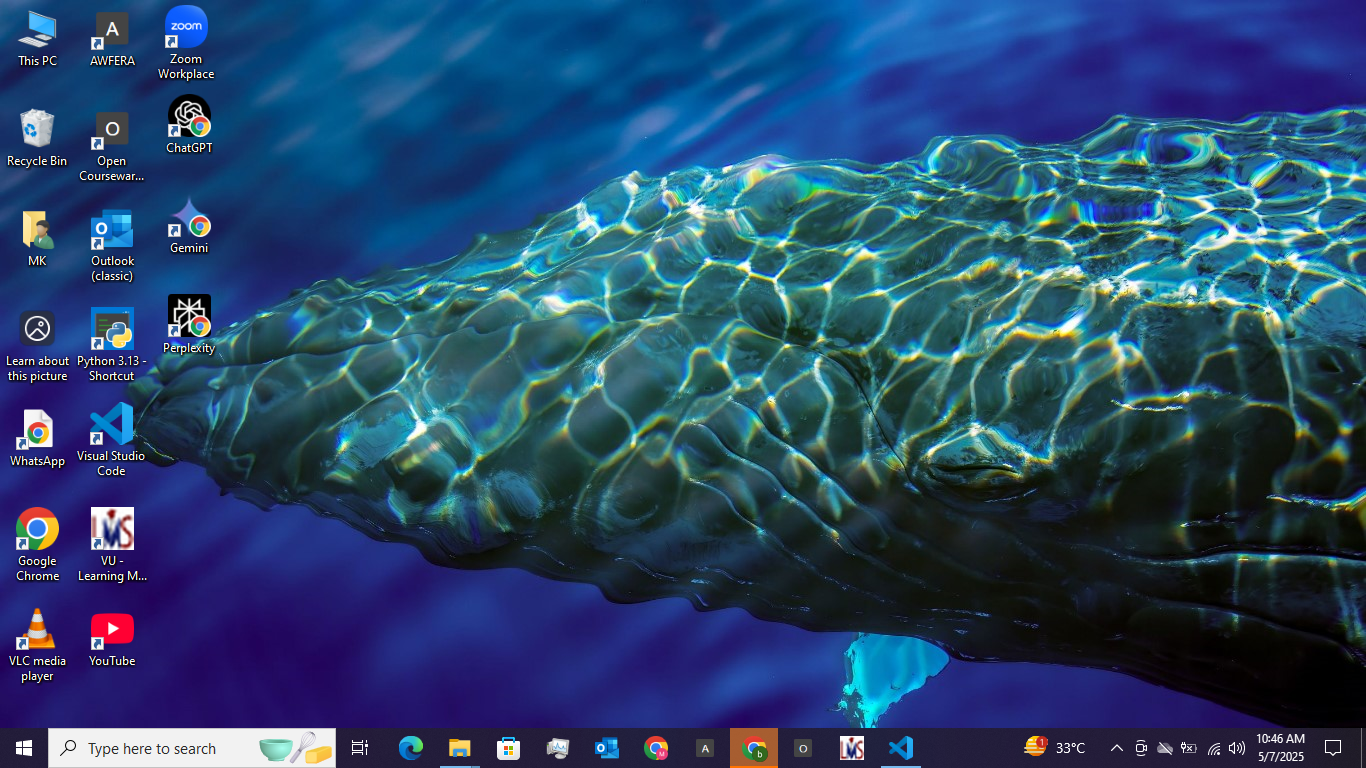 This PC
AWFERA
zoom
Zoom
Workplace
Recycle Bin
Open
Coursewar...
ChatGPT
MK
Outlook
(classic)
Gemini
Learn about
this picture
Python 3.13 -
Shortcut
Perplexity
WhatsApp
Visual Studio
Code
Google
Chrome
VU -
Learning M...
VLC media
player
YouTube
Type here to search
33°C
10:46 AM
5/7/2025